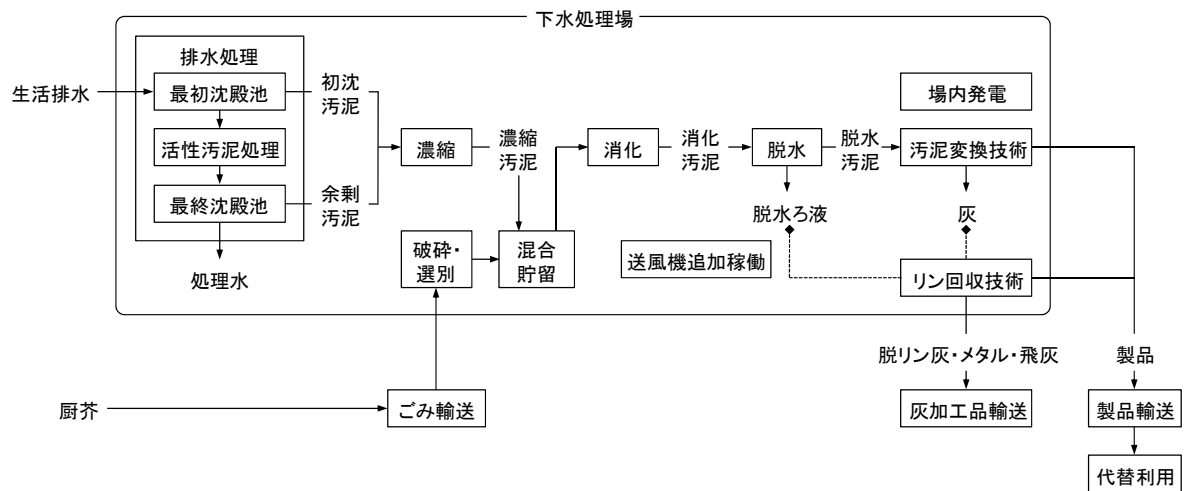 下水処理場
排水処理
生活排水
最初沈殿池
初沈
汚泥
場内発電
活性汚泥処理
濃縮
濃縮
汚泥
消化
消化
汚泥
脱水
脱水
汚泥
汚泥変換技術
最終沈殿池
余剰
汚泥
脱水ろ液
灰
処理水
破砕・
選別
混合
貯留
送風機追加稼働
リン回収技術
脱リン灰・メタル・飛灰
製品
厨芥
ごみ輸送
灰加工品輸送
製品輸送
代替利用